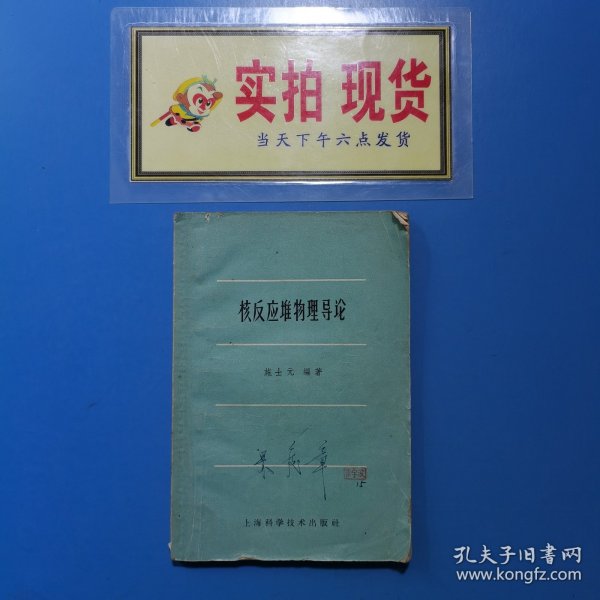 实拍 现货
当天下午六点发货
核反应堆物理导论
施士元 编著
15
上海科学技术出版社
孔夫子旧书网
www.kongfz.com